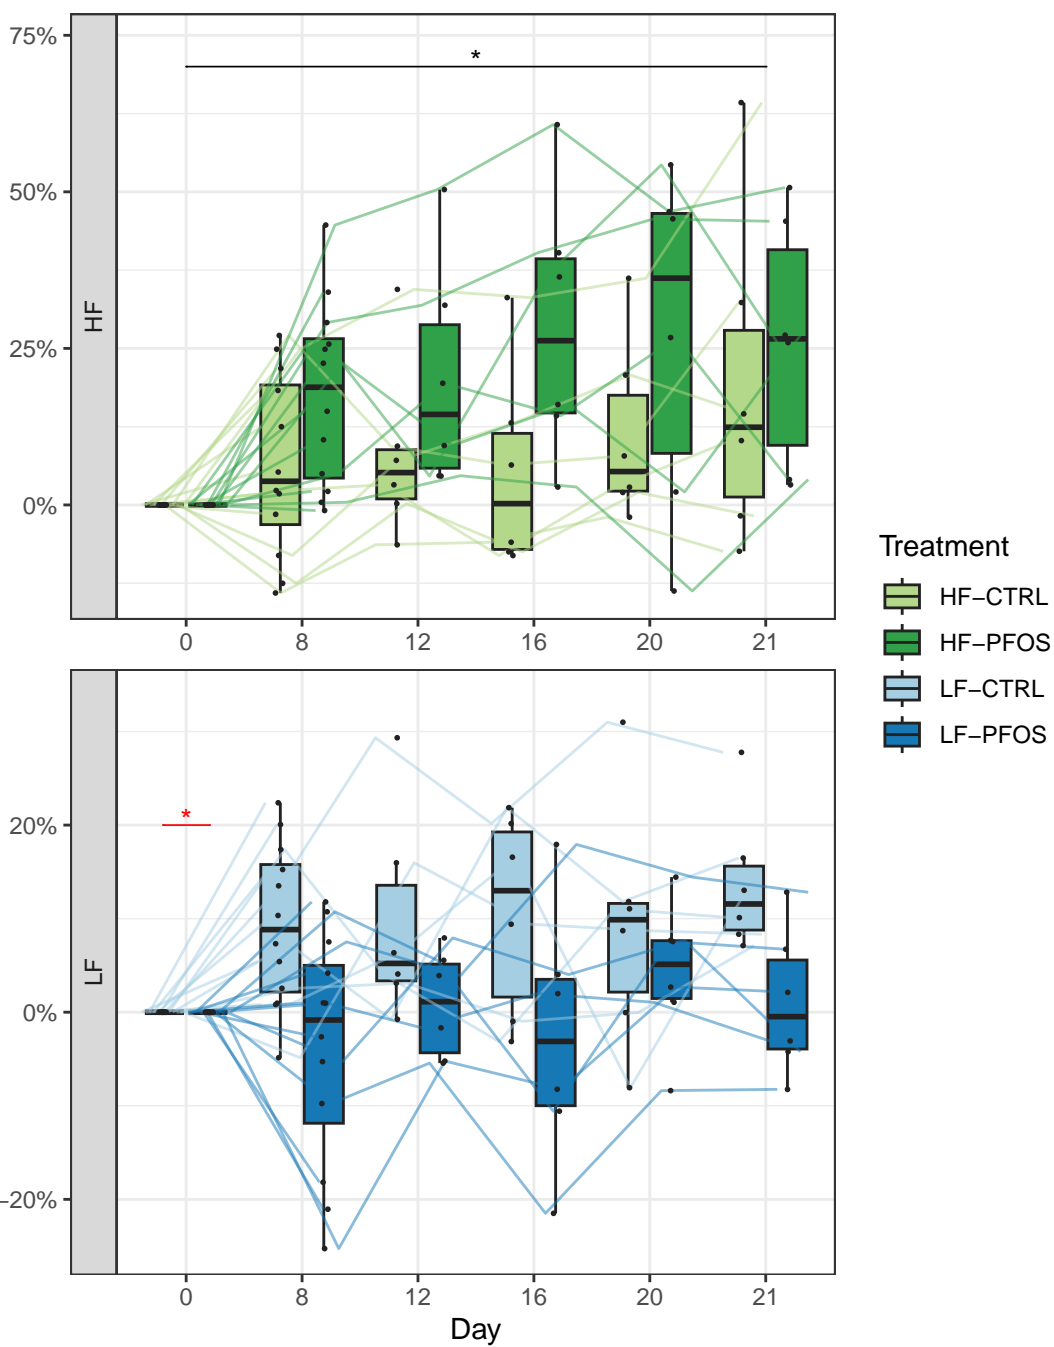 75%
50%
25%
0%
HF
*
0 8 12 16 20 21
Treatment
HF−CTRL
HF−PFOS
LF−CTRL
LF−PFOS
20%
0%
−20%
LF
*
0 8 12 16 20 21
Day